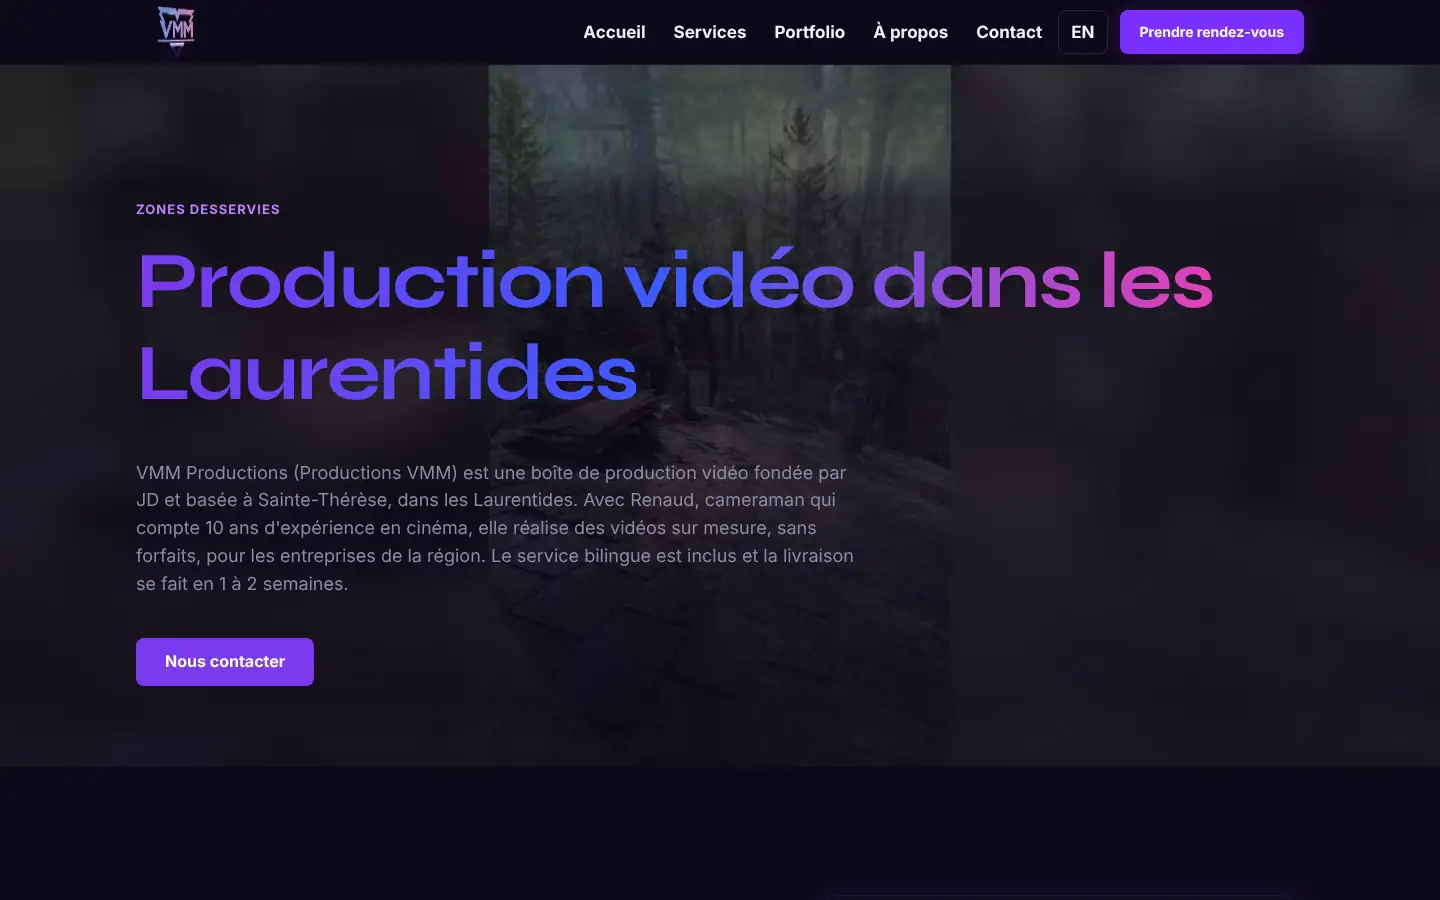 VMM
Accueil
Services
Portfolio
À propos
Contact
EN
Prendre rendez-vous
ZONES DESSERVIES
Production vidéo dans les
Laurentides
VMM Productions (Productions VMM) est une boîte de production vidéo fondée par
JD et basée à Sainte-Thérèse, dans les Laurentides. Avec Renaud, cameraman qui
compte 10 ans d'expérience en cinéma, elle réalise des vidéos sur mesure, sans
forfaits, pour les entreprises de la région. Le service bilingue est inclus et la livraison
se fait en 1 à 2 semaines.
Nous contacter